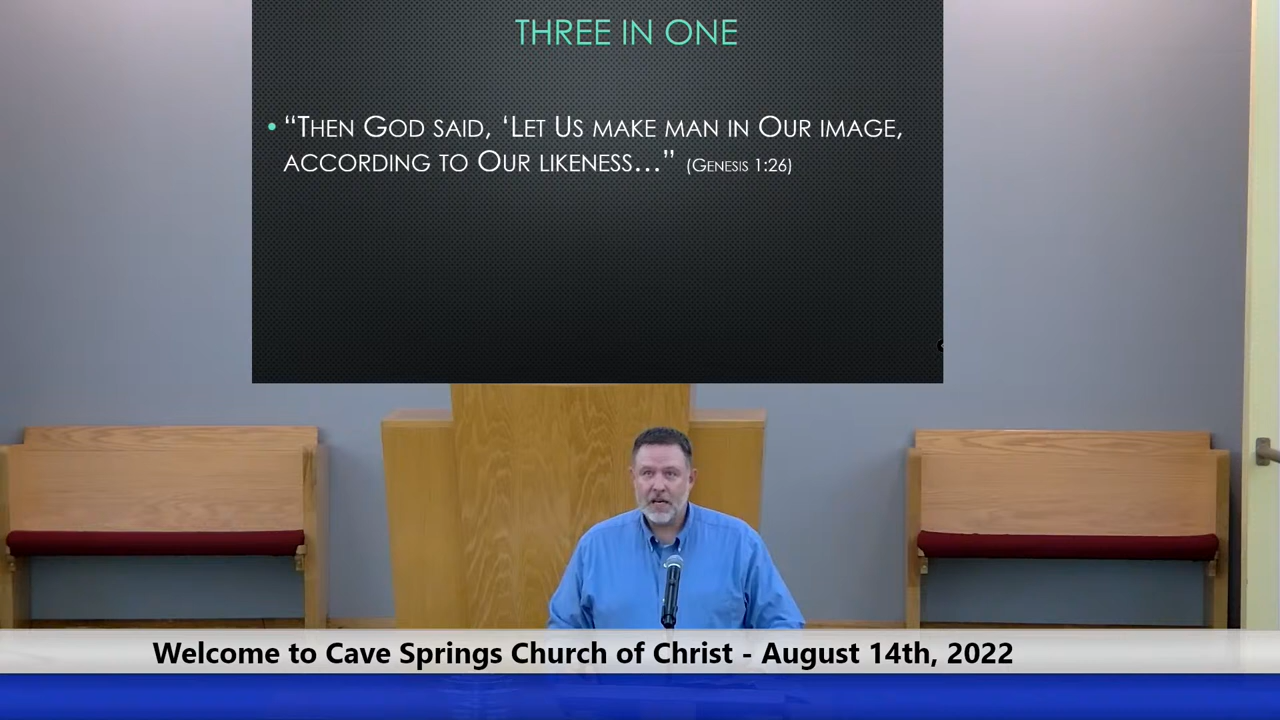 THREE IN ONE
• “THEN GOD SAID, ‘LET US MAKE MAN IN OUR IMAGE,
ACCORDING TO OUR LIKENESS…” (GENESIS 1:26)
Welcome to Cave Springs Church of Christ - August 14th, 2022